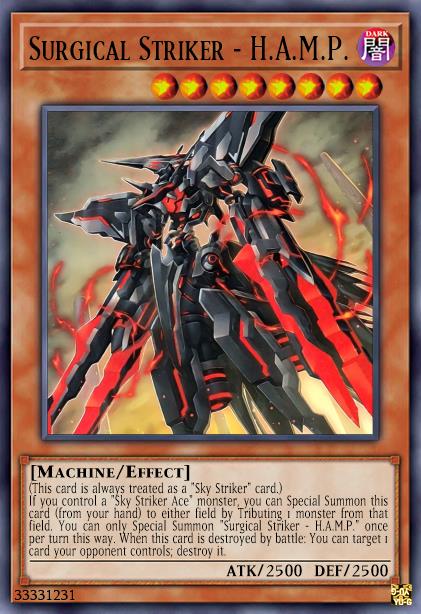 Surgical Striker - H.A.M.P.
DARK
闇
[Machine/Effect]
(This card is always treated as a "Sky Striker" card.)
If you control a "Sky Striker Ace" monster, you can Special Summon this
card (from your hand) to either field by Tributing 1 monster from that
field. You can only Special Summon "Surgical Striker - H.A.M.P." once
per turn this way. When this card is destroyed by battle: You can target 1
card your opponent controls; destroy it.
ATK/2500 DEF/2500
33331231